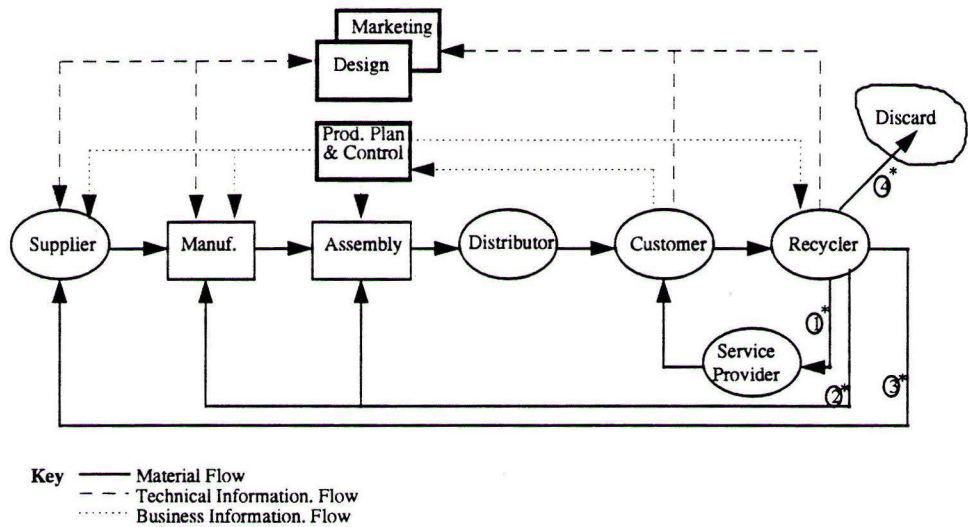 Marketing
Design
Prod. Plan
& Control
Discard
4*
Supplier
Manuf.
Assembly
Distributor
Customer
Recycler
1*
Service
Provider
2*
3*
Key
Material Flow
Technical Information. Flow
Business Information. Flow